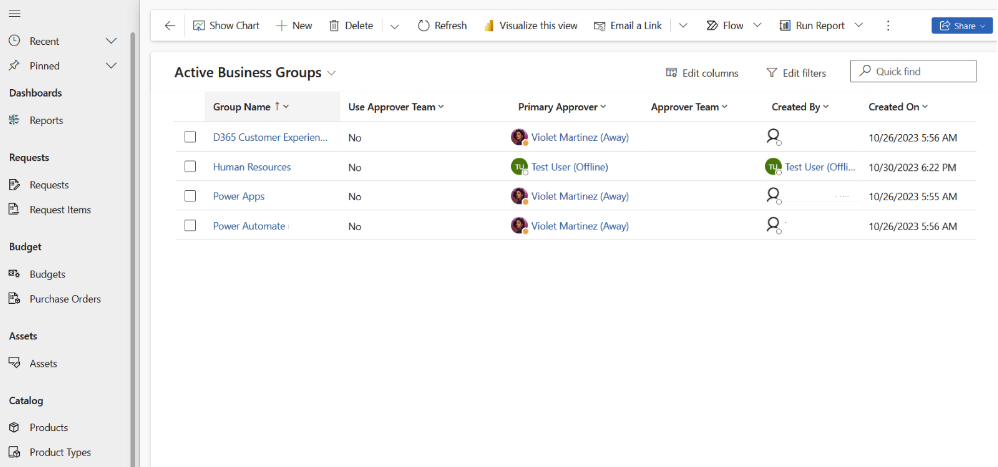 Show Chart New Delete Refresh Visualize this view Email a Link Flow Run Report Share
Recent
Pinned
Dashboards
Reports
Requests
Requests
Request Items
Budget
Budgets
Purchase Orders
Assets
Assets
Catalog
Products
Product Types
Active Business Groups Edit columns Edit filters Quick find
Group Name Use Approver Team Primary Approver Approver Team Created By Created On
D365 Customer Experien... No Violet Martinez (Away) 10/26/2023 5:56 AM
Human Resources No TU Test User (Offline) TU Test User (Offli... 10/30/2023 6:22 PM
Power Apps No Violet Martinez (Away) 10/26/2023 5:55 AM
Power Automate No Violet Martinez (Away) 10/26/2023 5:56 AM